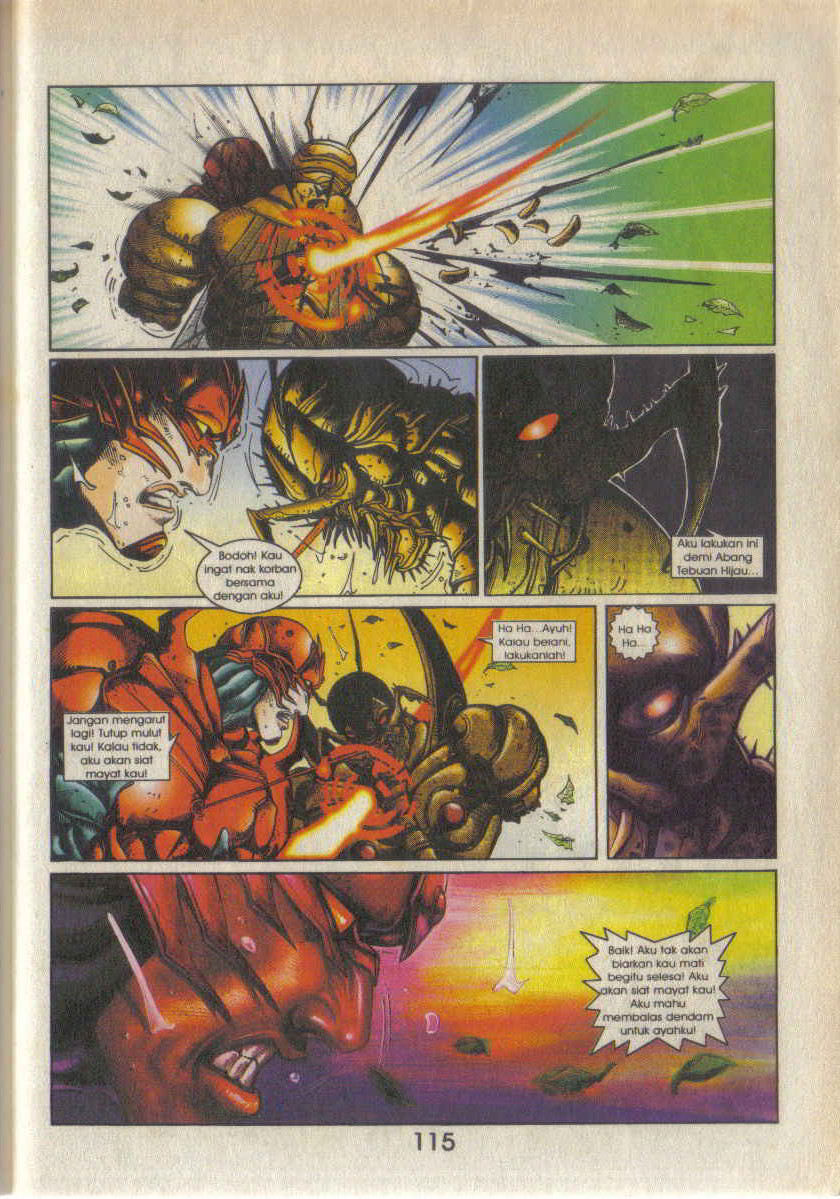 Bodoh! Kau
ingat nak korban
bersama
dengan aku!
Aku lakukan ini
demi Abang
Tebuan Hijau...
Ha Ha...Ayuh!
Kalau berani,
lakukanlah!
Jangan mengarut
lagi! Tutup mulut
kau! Kalau tidak,
aku akan siat
mayat kau!
Ha Ha
Ha...
Baik! Aku tak akan
biarkan kau mati
begitu selesa! Aku
akan siat mayat kau!
Aku mahu
membalas dendam
untuk ayahku!
115